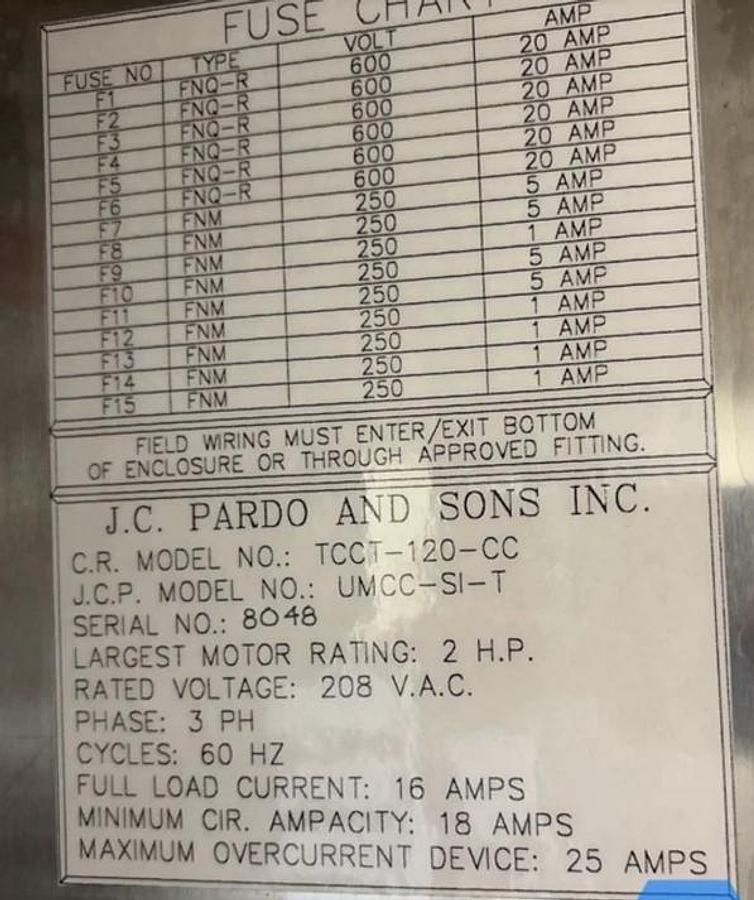 FUSE CHART
FUSE NO TYPE VOLT AMP
F1 FNQ-R 600 20 AMP
F2 FNQ-R 600 20 AMP
F3 FNQ-R 600 20 AMP
F4 FNQ-R 600 20 AMP
F5 FNQ-R 600 20 AMP
F6 FNQ-R 600 20 AMP
F7 FNM 250 5 AMP
F8 FNM 250 5 AMP
F9 FNM 250 1 AMP
F10 FNM 250 5 AMP
F11 FNM 250 5 AMP
F12 FNM 250 1 AMP
F13 FNM 250 1 AMP
F14 FNM 250 1 AMP
F15 FNM 250 1 AMP
FIELD WIRING MUST ENTER/EXIT BOTTOM
OF ENCLOSURE OR THROUGH APPROVED FITTING.
J.C. PARDO AND SONS INC.
C.R. MODEL NO.: TCCT-120-CC
J.C.P. MODEL NO.: UMCC-SI-T
SERIAL NO.: 8048
LARGEST MOTOR RATING: 2 H.P.
RATED VOLTAGE: 208 V.A.C.
PHASE: 3 PH
CYCLES: 60 HZ
FULL LOAD CURRENT: 16 AMPS
MINIMUM CIR. AMPACITY: 18 AMPS
MAXIMUM OVERCURRENT DEVICE: 25 AMPS